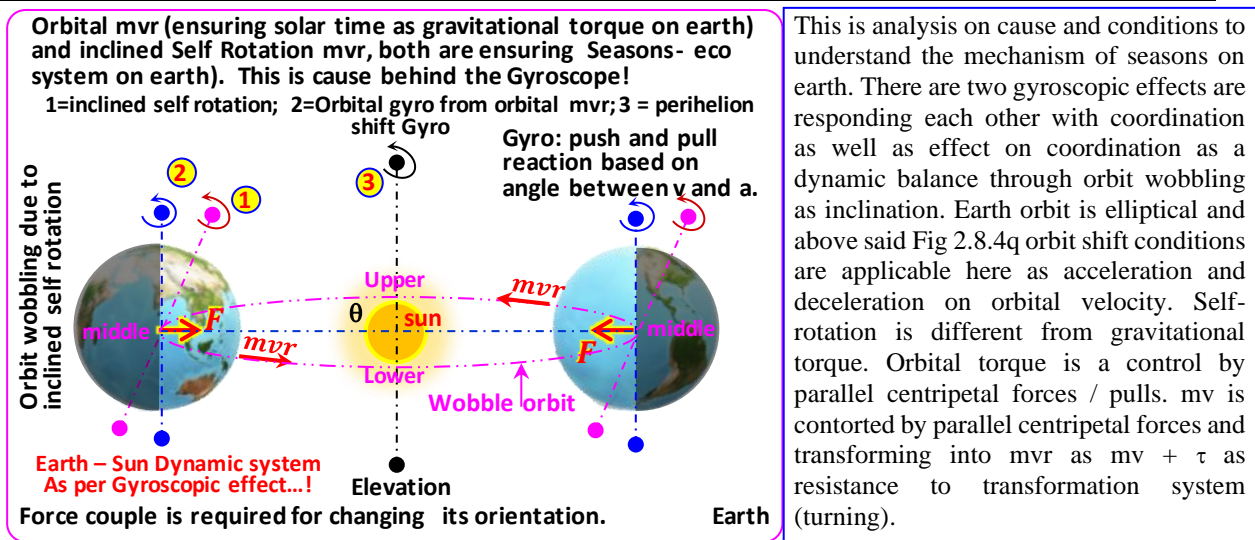 Orbital mvr (ensuring solar time as gravitational torque on earth)
and inclined Self Rotation mvr, both are ensuring Seasons- eco
system on earth). This is cause behind the Gyroscope!
1=inclined self rotation; 2=Orbital gyro from orbital mvr; 3 = perihelion
shift Gyro
Gyro: push and pull
reaction based on
angle between v and a.
Orbit wobbling due to
inclined self rotation
2
1
3
Upper
mvr
θ
sun
middle
F
F
middle
mvr
Lower
Wobble orbit
Earth – Sun Dynamic system
As per Gyroscopic effect...!
Elevation
Force couple is required for changing its orientation.
Earth
This is analysis on cause and conditions to
understand the mechanism of seasons on
earth. There are two gyroscopic effects are
responding each other with coordination
as well as effect on coordination as a
dynamic balance through orbit wobbling
as inclination. Earth orbit is elliptical and
above said Fig 2.8.4q orbit shift conditions
are applicable here as acceleration and
deceleration on orbital velocity. Self-
rotation is different from gravitational
torque. Orbital torque is a control by
parallel centripetal forces / pulls. mv is
contorted by parallel centripetal forces and
transforming into mvr as mv + τ as
resistance to transformation system
(turning).